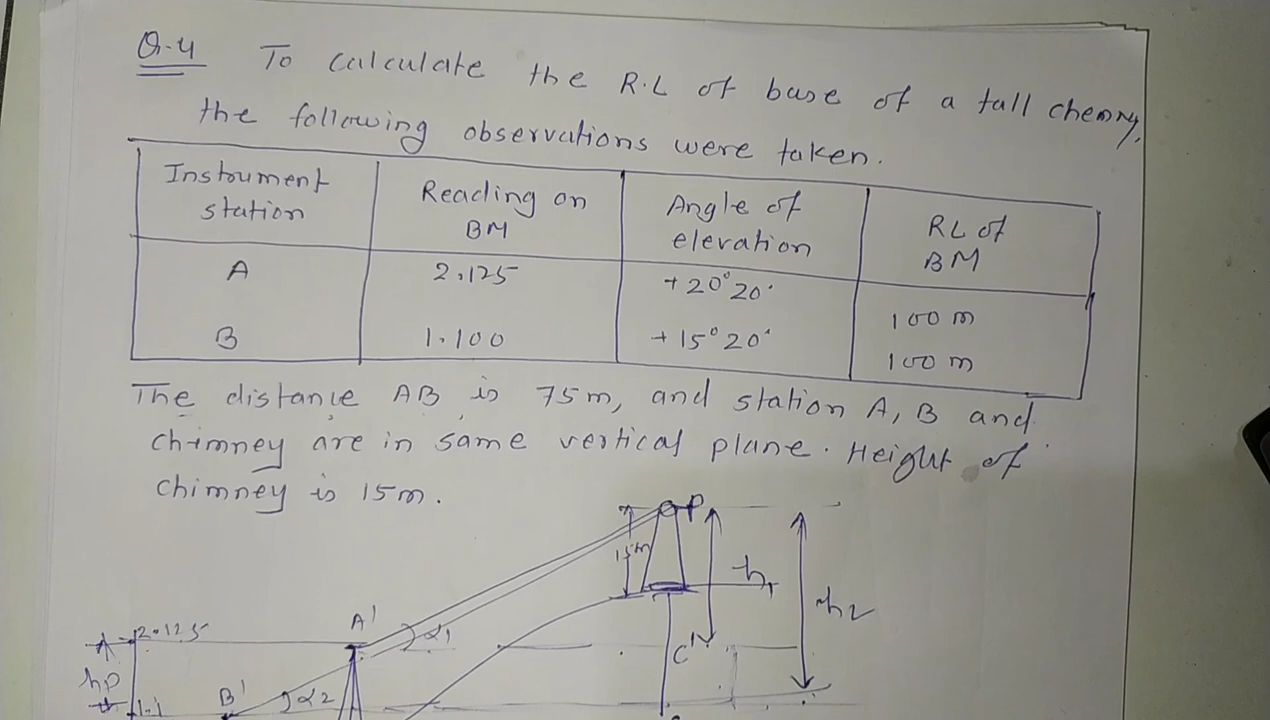 Q-4 To calculate the R.L of base of a tall chemny,
the following observations were taken.
Instrument station
Reading on BM
Angle of elevation
RL of BM
A 2.125 +20°20' 100 m
B 1.100 +15°20' 100 m
The distance AB is 75m, and station A, B and
chimney are in same vertical plane. Height of
chimney is 15m.
P
15m
h1
h2
2.125
A'
α1
C'
hD
B'
α2
1.1